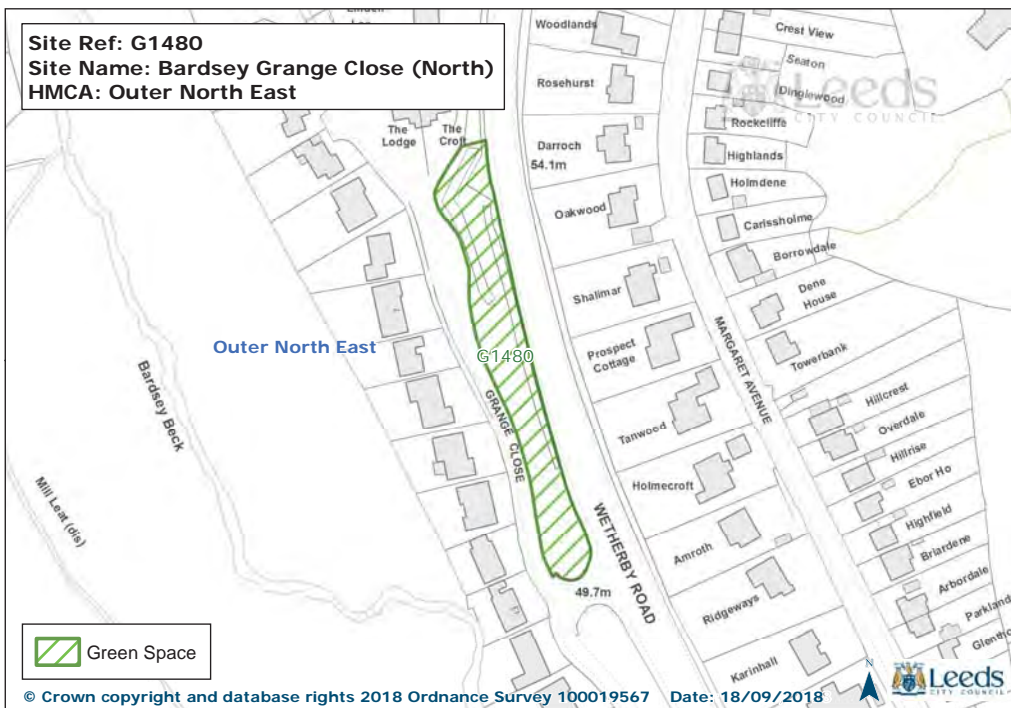 Site Ref: G1480
Site Name: Bardsey Grange Close (North)
HMCA: Outer North East
Woodlands
Crest View
Seaton
Rosehurst
Dinglewood
Leeds
CITY COUNCIL
Rockcliffe
The
Lodge
The
Croft
Darroch
54.1m
Highlands
Holmdene
Oakwood
Carissholme
Borrowdale
Shalimar
Dene
House
Outer North East
G1480
Prospect
Cottage
MARGARET AVENUE
Towerbank
Bardsey Beck
GRANGE CLOSE
Hillcrest
Tanwood
Overdale
Hillrise
Mill Leat (dis)
Holmecroft
Ebor Ho
WETHERBY ROAD
Highfield
Amroth
Briardene
49.7m
Arbordale
Ridgeways
Parkland
Karinhall
Green Space
N
Leeds
CITY COUNCIL
© Crown copyright and database rights 2018 Ordnance Survey 100019567 Date: 18/09/2018